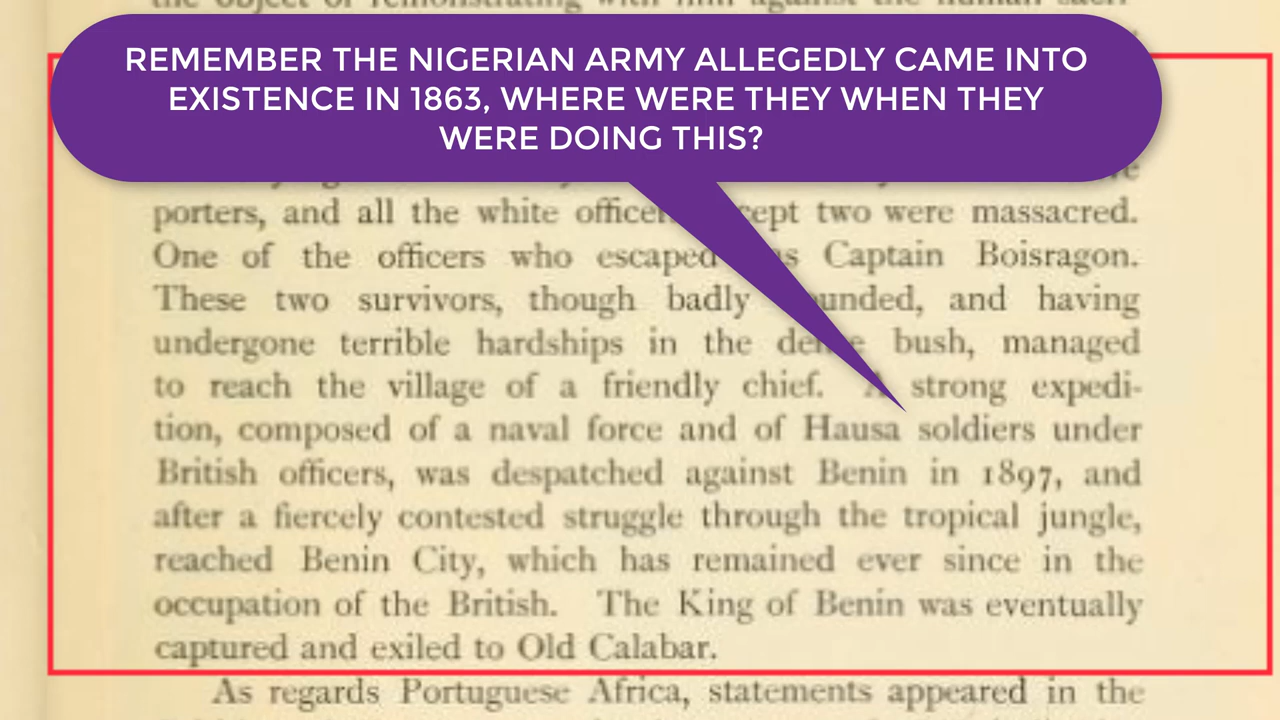 REMEMBER THE NIGERIAN ARMY ALLEGEDLY CAME INTO
EXISTENCE IN 1863, WHERE WERE THEY WHEN THEY
WERE DOING THIS?
porters, and all the white two were massacred.
One of the officers who escaped Captain Boisragon.
These two survivors, though badly and having
undergone terrible hardships in the bush, managed
to reach the village of a friendly chief. A strong expedi-
tion, composed of a naval force and of Hausa soldiers under
British officers, was despatched against Benin in 1897, and
after a fiercely contested struggle through the tropical jungle,
reached Benin City, which has remained ever since in the
occupation of the British. The King of Benin was eventually
captured and exiled to Old Calabar.
As regards Portuguese Africa, statements appeared in the